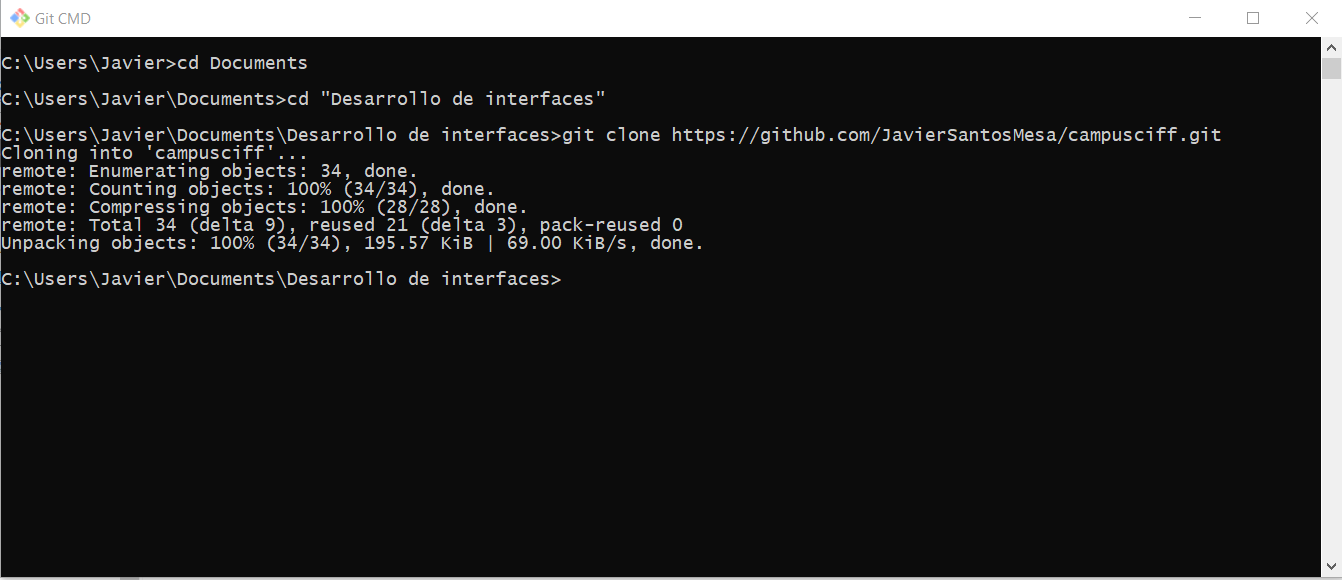 Git CMD
C:\Users\Javier>cd Documents
C:\Users\Javier\Documents>cd "Desarrollo de interfaces"
C:\Users\Javier\Documents\Desarrollo de interfaces>git clone https://github.com/JavierSantosMesa/campusciff.git
Cloning into 'campusciff'...
remote: Enumerating objects: 34, done.
remote: Counting objects: 100% (34/34), done.
remote: Compressing objects: 100% (28/28), done.
remote: Total 34 (delta 9), reused 21 (delta 3), pack-reused 0
Unpacking objects: 100% (34/34), 195.57 KiB | 69.00 KiB/s, done.
C:\Users\Javier\Documents\Desarrollo de interfaces>